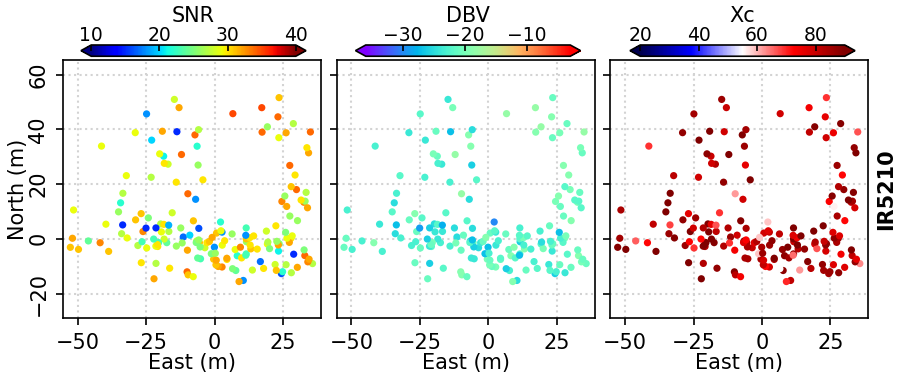 SNR DBV Xc
10 20 30 40 −30 −20 −10 20 40 60 80
60
40
20
0
−20
North (m)
IR5210
−50 −25 0 25 −50 −25 0 25 −50 −25 0 25
East (m) East (m) East (m)